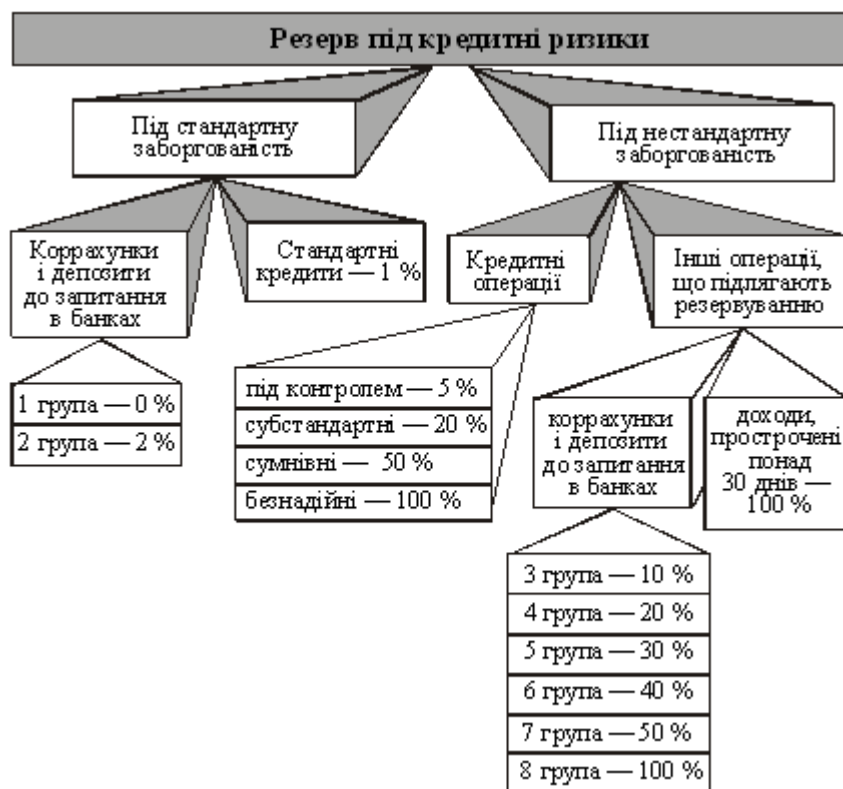 Резерв під кредитні ризики
Під стандартну
заборгованість
Під нестандартну
заборгованість
Коррахунки
і депозити
до запитання
в банках
Стандартні
кредити — 1 %
Кредитні
операції
Інші операції,
що підлягають
резервуванню
1 група — 0 %
2 група — 2 %
під контролем — 5 %
субстандартні — 20 %
сумнівні — 50 %
безнадійні — 100 %
коррахунки
і депозити
до запитання
в банках
доходи,
прострочені
понад
30 днів —
100 %
3 група — 10 %
4 група — 20 %
5 група — 30 %
6 група — 40 %
7 група — 50 %
8 група — 100 %